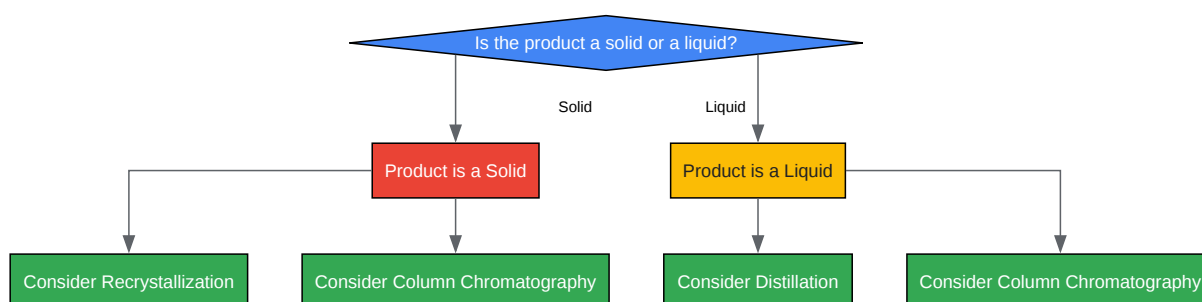 Is the product a solid or a liquid?
Solid
Liquid
Product is a Solid
Product is a Liquid
Consider Recrystallization
Consider Column Chromatography
Consider Distillation
Consider Column Chromatography